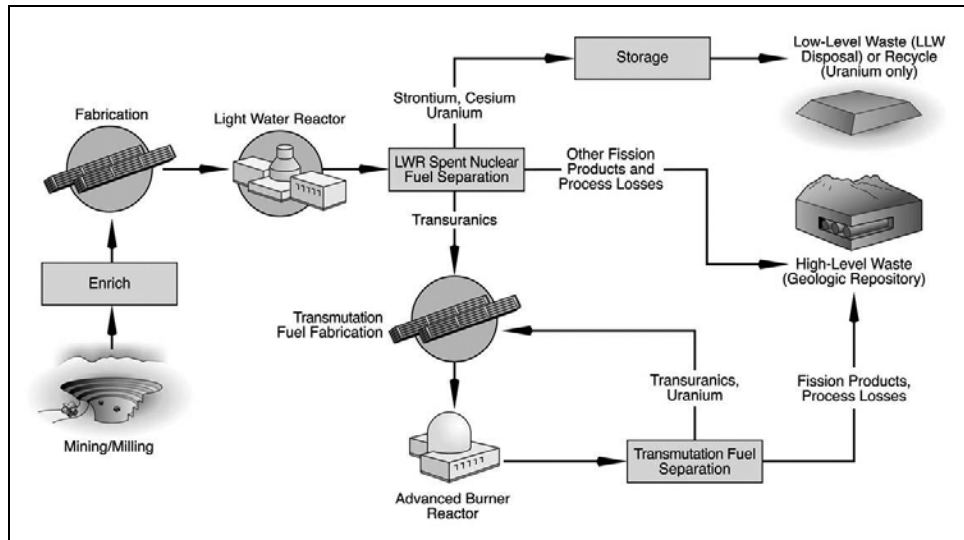 Fabrication
Light Water Reactor
Storage
Low-Level Waste (LLW
Disposal) or Recycle
(Uranium only)
Strontium, Cesium
Uranium
LWR Spent Nuclear
Fuel Separation
Other Fission
Products and
Process Losses
Transuranics
Enrich
High-Level Waste
(Geologic Repository)
Transmutation
Fuel Fabrication
Mining/Milling
Transuranics,
Uranium
Fission Products,
Process Losses
Advanced Burner
Reactor
Transmutation Fuel
Separation